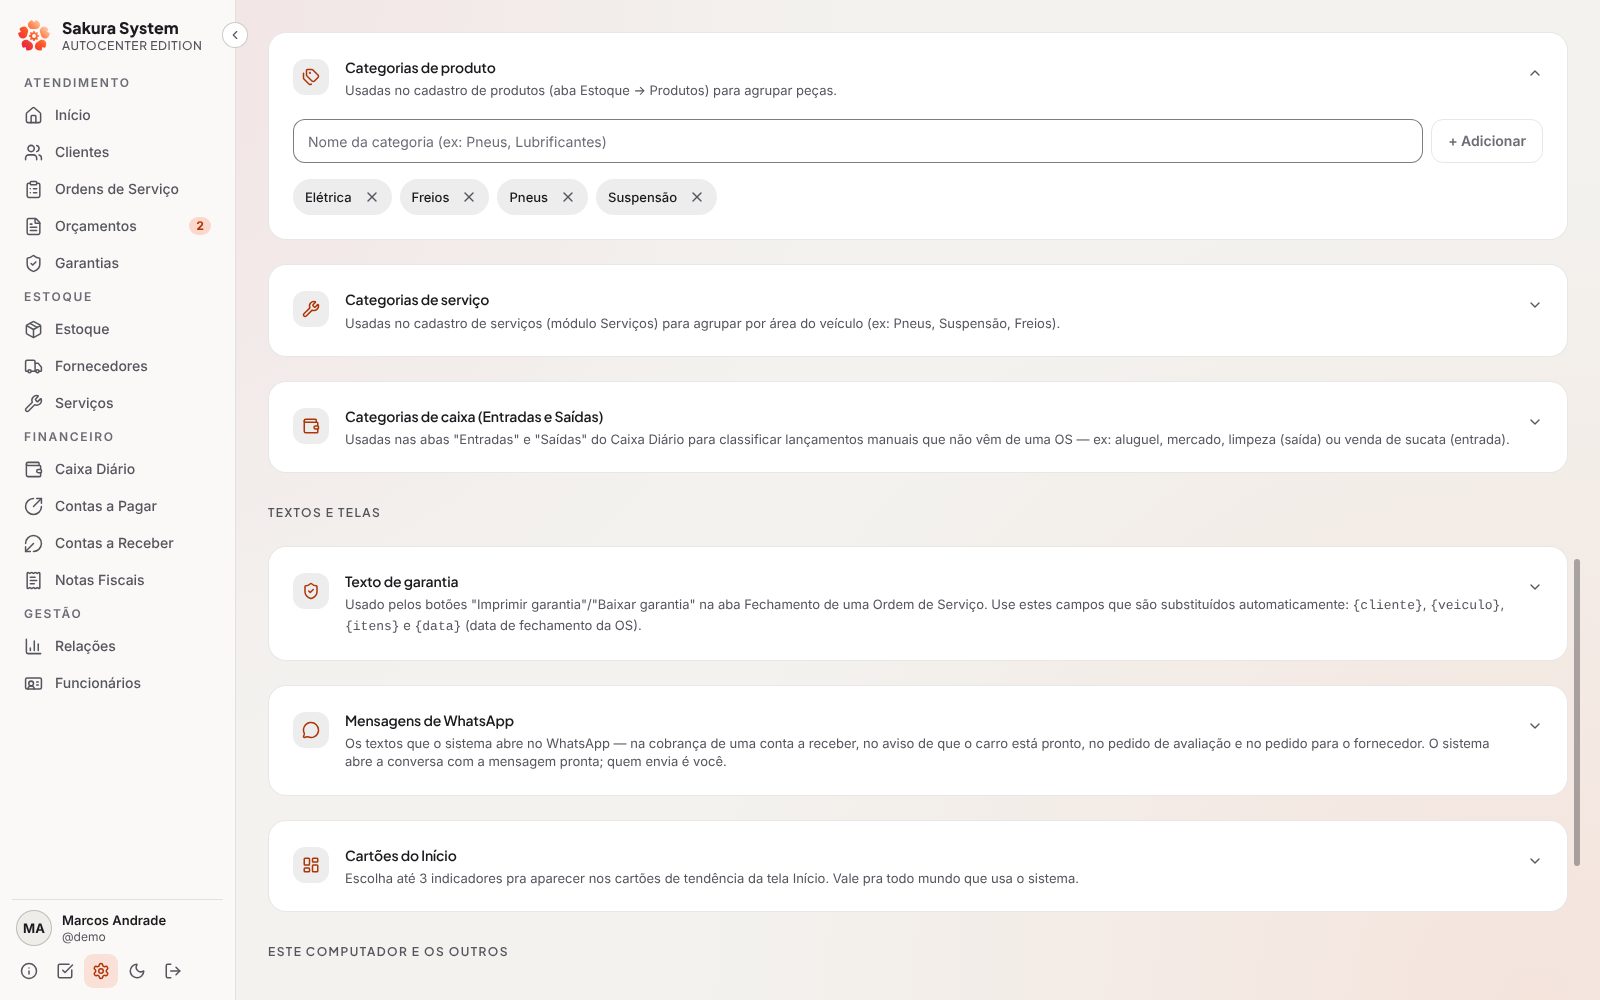 Sakura System
AUTOCENTER EDITION
ATENDIMENTO
Início
Clientes
Ordens de Serviço
Orçamentos 2
Garantias
ESTOQUE
Estoque
Fornecedores
Serviços
FINANCEIRO
Caixa Diário
Contas a Pagar
Contas a Receber
Notas Fiscais
GESTÃO
Relações
Funcionários
MA
Marcos Andrade
@demo
Categorias de produto
Usadas no cadastro de produtos (aba Estoque → Produtos) para agrupar peças.
Nome da categoria (ex: Pneus, Lubrificantes)
+ Adicionar
Elétrica Freios Pneus Suspensão
Categorias de serviço
Usadas no cadastro de serviços (módulo Serviços) para agrupar por área do veículo (ex: Pneus, Suspensão, Freios).
Categorias de caixa (Entradas e Saídas)
Usadas nas abas "Entradas" e "Saídas" do Caixa Diário para classificar lançamentos manuais que não vêm de uma OS — ex: aluguel, mercado, limpeza (saída) ou venda de sucata (entrada).
TEXTOS E TELAS
Texto de garantia
Usado pelos botões "Imprimir garantia"/"Baixar garantia" na aba Fechamento de uma Ordem de Serviço. Use estes campos que são substituídos automaticamente: {cliente}, {veiculo},
{itens} e {data} (data de fechamento da OS).
Mensagens de WhatsApp
Os textos que o sistema abre no WhatsApp — na cobrança de uma conta a receber, no aviso de que o carro está pronto, no pedido de avaliação e no pedido para o fornecedor. O sistema
abre a conversa com a mensagem pronta; quem envia é você.
Cartões do Início
Escolha até 3 indicadores pra aparecer nos cartões de tendência da tela Início. Vale pra todo mundo que usa o sistema.
ESTE COMPUTADOR E OS OUTROS